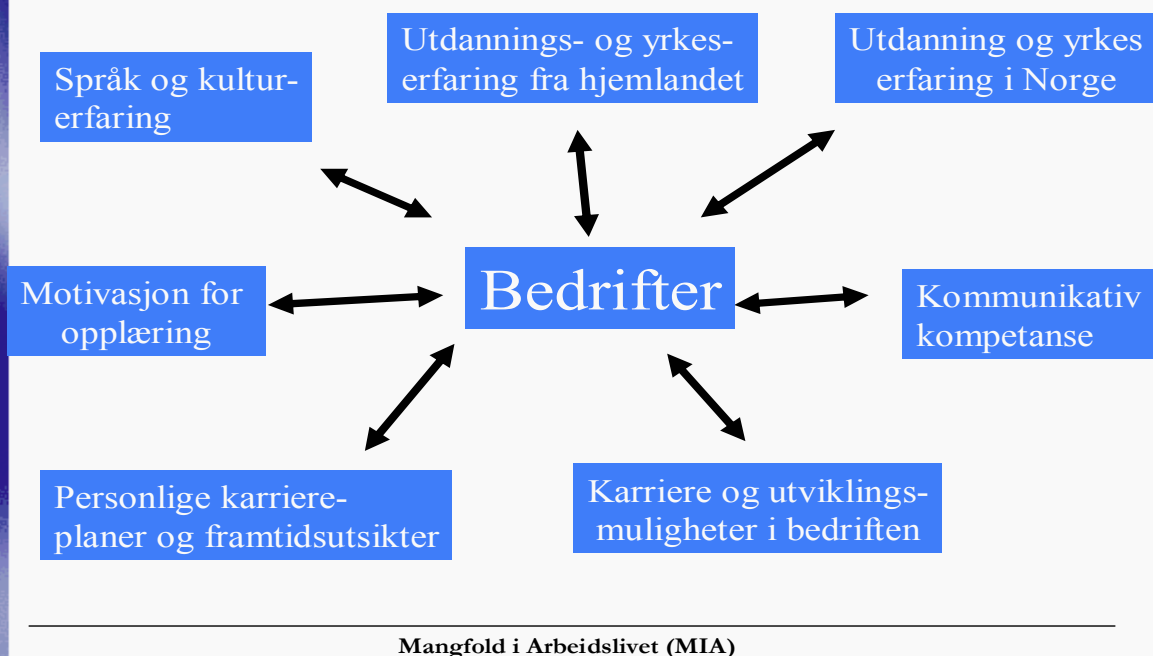 Språk og kultur-
erfaring
Utdannings- og yrkes-
erfaring fra hjemlandet
Utdanning og yrkes
erfaring i Norge
Motivasjon for
opplæring
Bedrifter
Kommunikativ
kompetanse
Personlige karriere-
planer og framtidsutsikter
Karriere og utviklings-
muligheter i bedriften
Mangfold i Arbeidslivet (MIA)